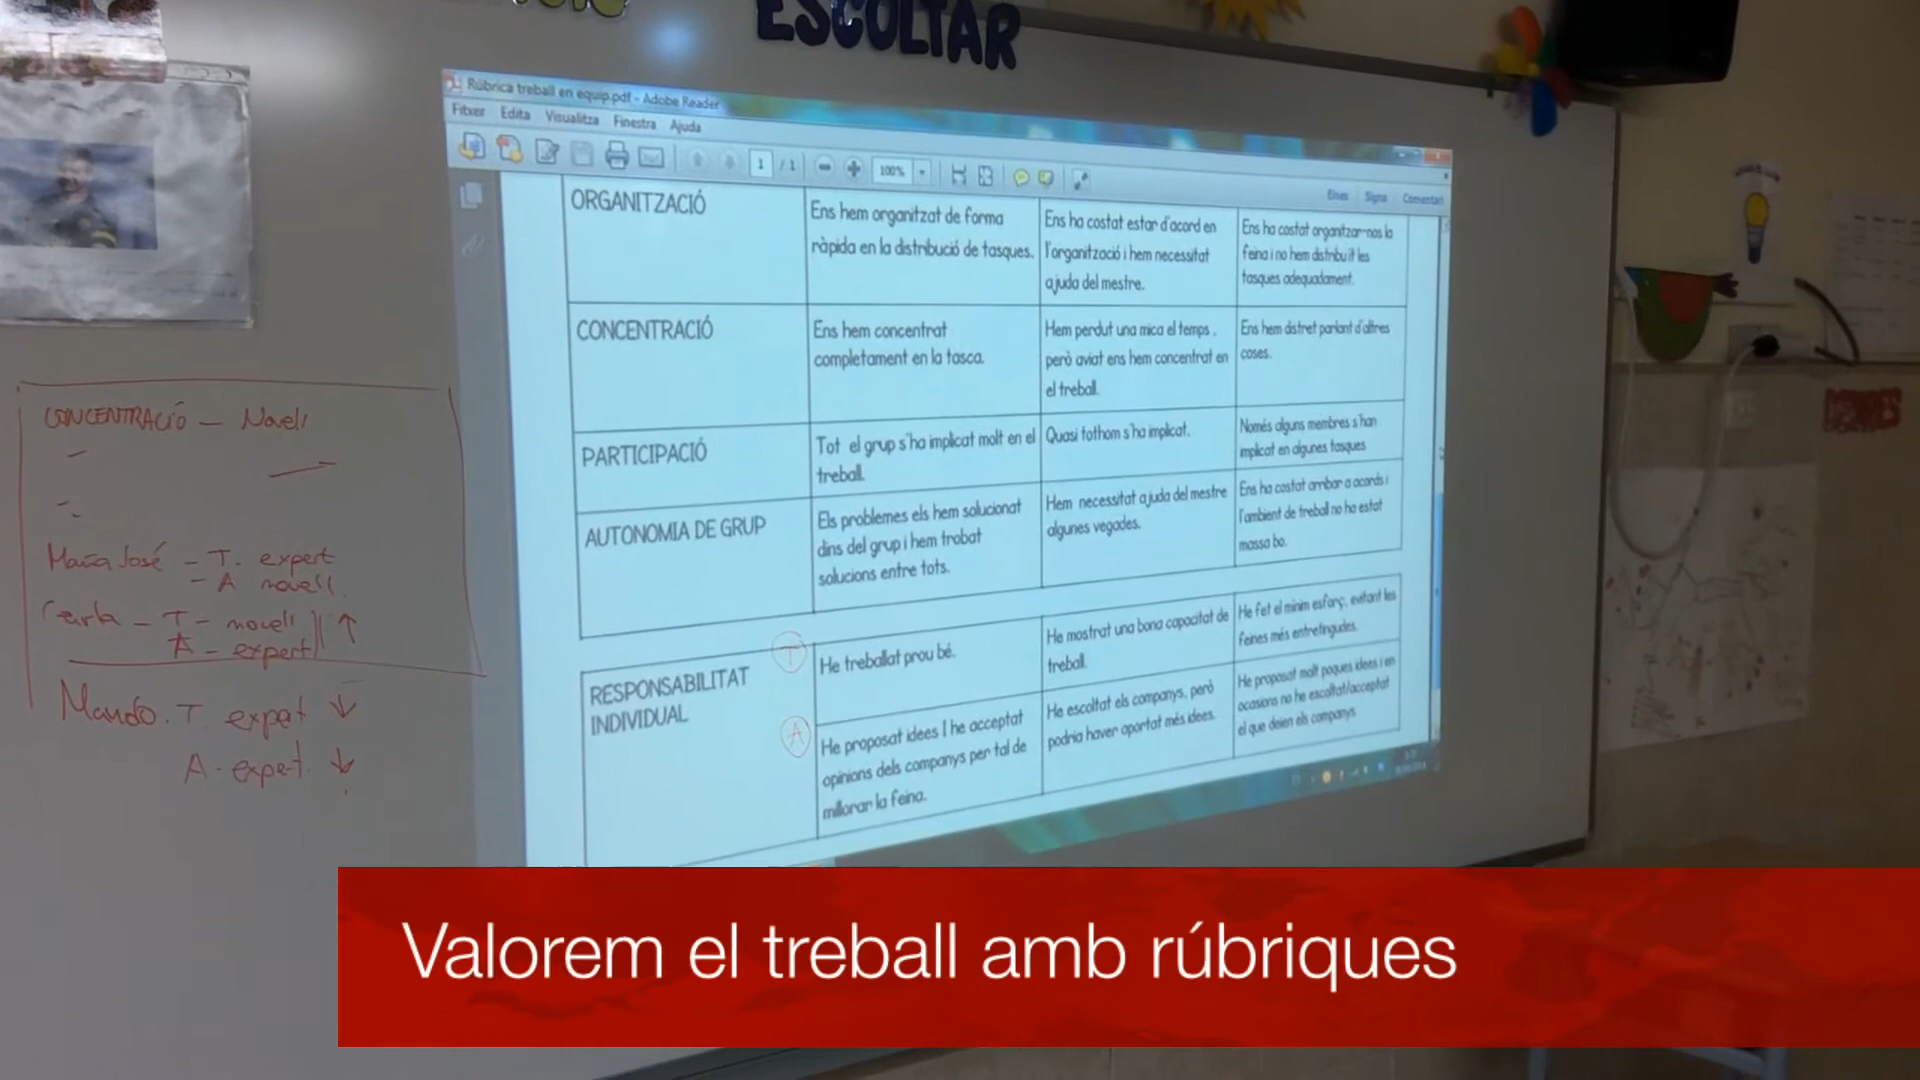 ESCOLTAR
Rúbrica treball en equip.pdf - Adobe Reader
Fitxer Edita Visualitza Finestra Ajuda
1 / 1 100%
Eines Signa Comentari
ORGANITZACIÓ
Ens hem organitzat de forma
ràpida en la distribució de tasques.
Ens ha costat estar d'acord en
l'organització i hem necessitat
ajuda del mestre.
Ens ha costat organitzar-nos la
feina i no hem distribuït les
tasques adequadament.
CONCENTRACIÓ
Ens hem concentrat
completament en la tasca.
Hem perdut una mica el temps ,
però aviat ens hem concentrat en
el treball.
Ens hem distret parlant d'altres
coses.
PARTICIPACIÓ
Tot el grup s'ha implicat molt en el
treball.
Quasi tothom s'ha implicat.
Només alguns membres s'han
implicat en algunes tasques
AUTONOMIA DE GRUP
Els problemes els hem solucionat
dins del grup i hem trobat
solucions entre tots.
Hem necessitat ajuda del mestre
algunes vegades.
Ens ha costat arribar a acords i
l'ambient de treball no ha estat
massa bo.
RESPONSABILITAT
INDIVIDUAL
T
He treballat prou bé.
He mostrat una bona capacitat de
treball.
He fet el mínim esforç, evitant les
feines més entretingudes.
A
He proposat idees I he acceptat
opinions dels companys per tal de
millorar la feina.
He escoltat els companys, però
podria haver aportat més idees.
He proposat molt poques idees i en
ocasions no he escoltat/acceptat
el que deien els companys
CONCENTRACIÓ — Novell
María José - T. expert
- A novell
Carla - T - novell ↑
A - expert
Mando. T. expert ↓
A - expert. ↓
Valorem el treball amb rúbriques